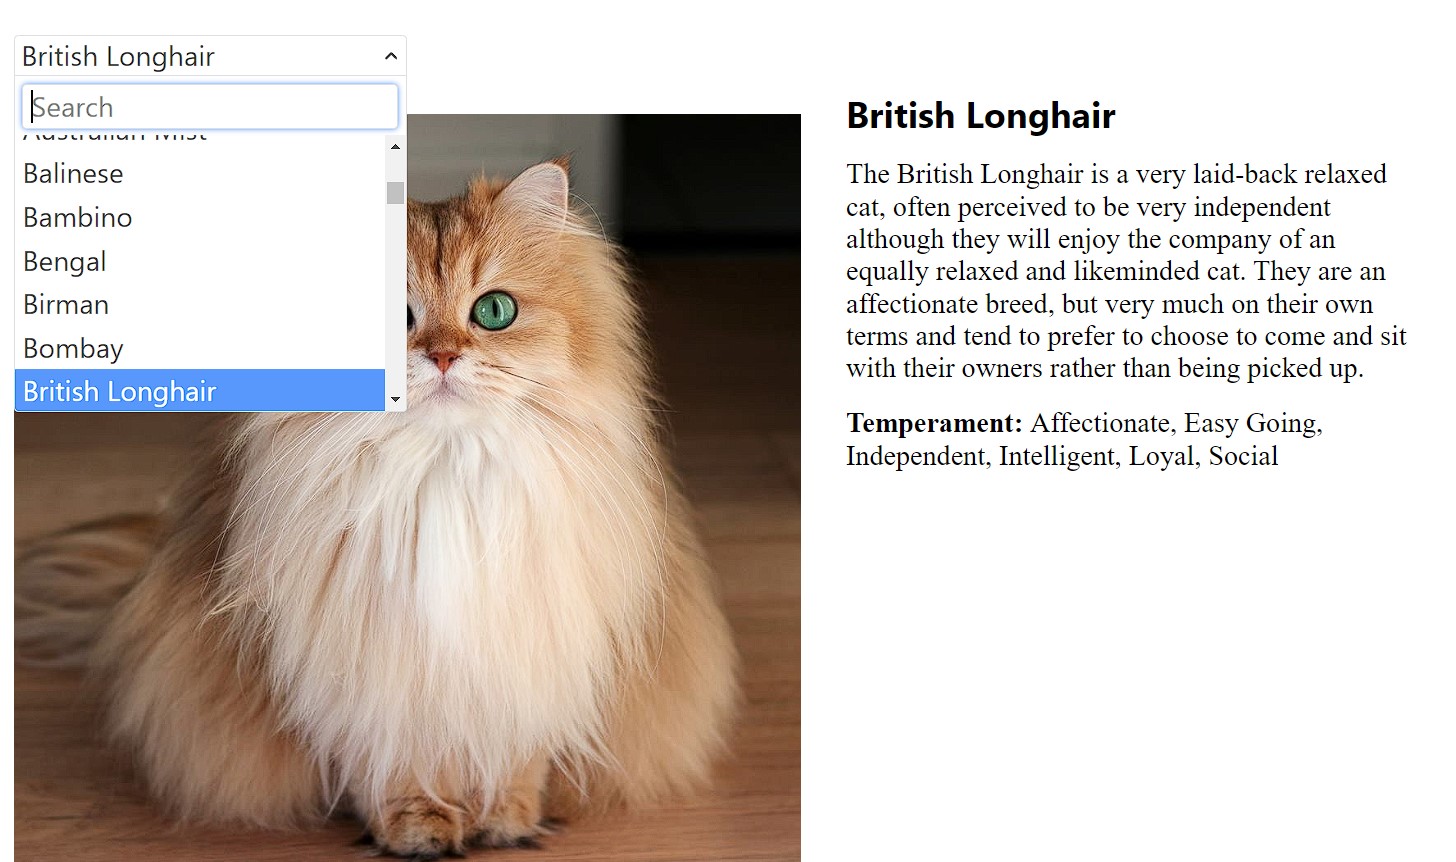 British Longhair
Search
Australian Mist
Balinese
Bambino
Bengal
Birman
Bombay
British Longhair
British Longhair
The British Longhair is a very laid-back relaxed
cat, often perceived to be very independent
although they will enjoy the company of an
equally relaxed and likeminded cat. They are an
affectionate breed, but very much on their own
terms and tend to prefer to choose to come and sit
with their owners rather than being picked up.
Temperament: Affectionate, Easy Going,
Independent, Intelligent, Loyal, Social